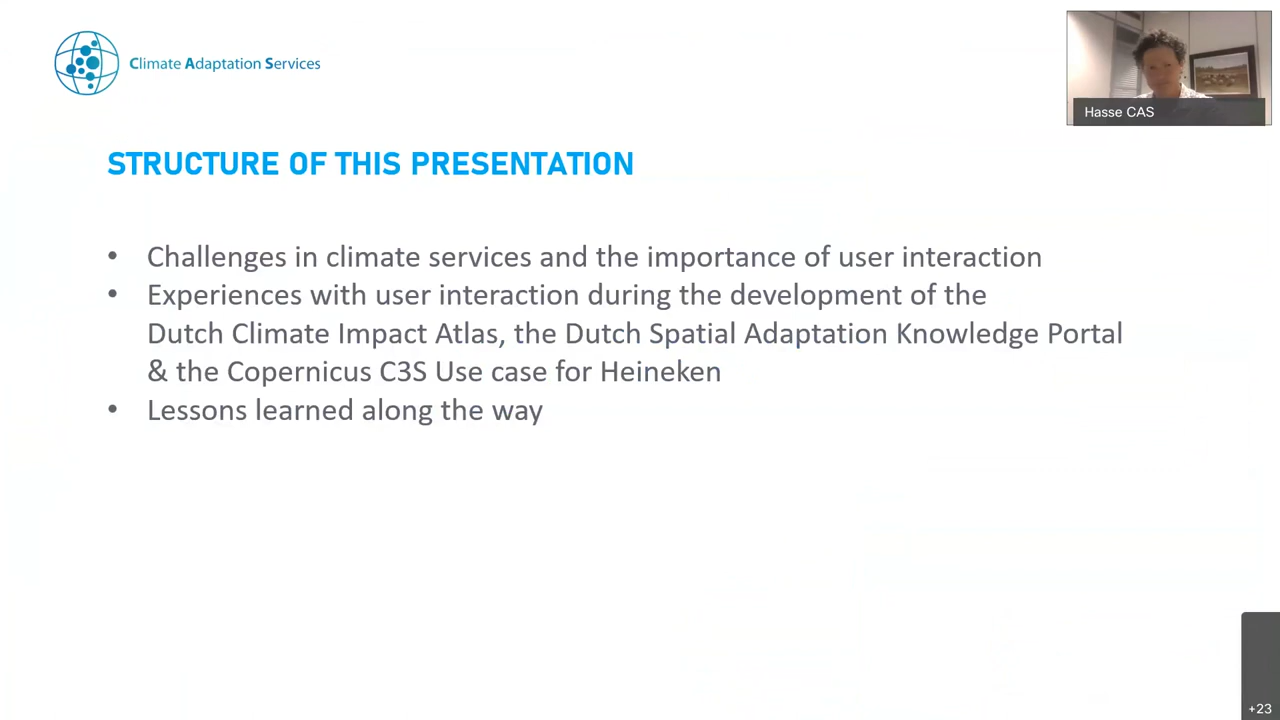 Climate Adaptation Services
Hasse CAS
STRUCTURE OF THIS PRESENTATION
• Challenges in climate services and the importance of user interaction
• Experiences with user interaction during the development of the
Dutch Climate Impact Atlas, the Dutch Spatial Adaptation Knowledge Portal
& the Copernicus C3S Use case for Heineken
• Lessons learned along the way
+23